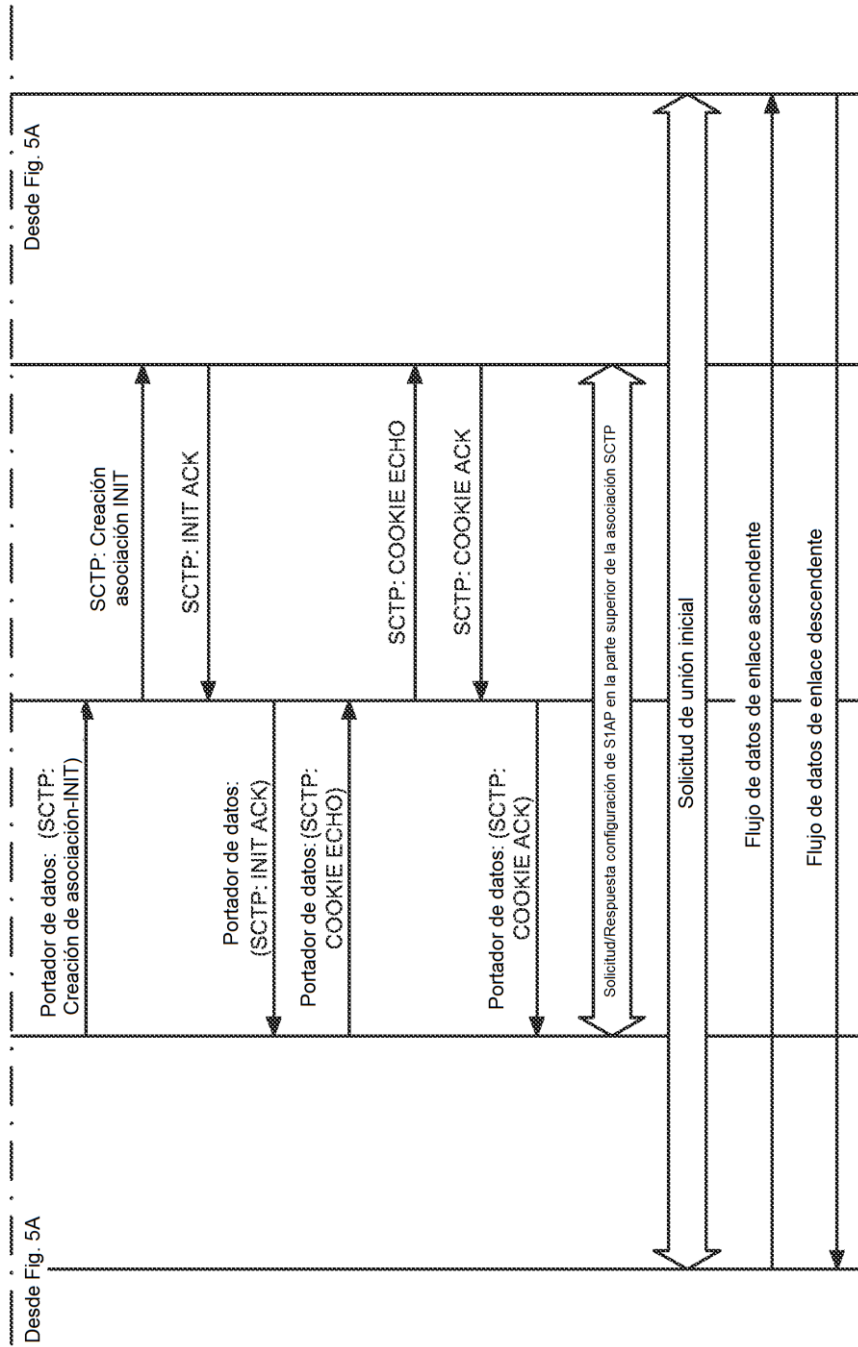 Desde Fig. 5A
Desde Fig. 5A
Portador de datos: (SCTP:
Creación de asociación-INIT)
SCTP: Creación
asociación INIT
SCTP: INIT ACK
Portador de datos:
(SCTP: INIT ACK)
Portador de datos: (SCTP:
COOKIE ECHO)
SCTP: COOKIE ECHO
SCTP: COOKIE ACK
Portador de datos: (SCTP:
COOKIE ACK)
Solicitud/Respuesta configuración de S1AP en la parte superior de la asociación SCTP
Solicitud de unión inicial
Flujo de datos de enlace ascendente
Flujo de datos de enlace descendente